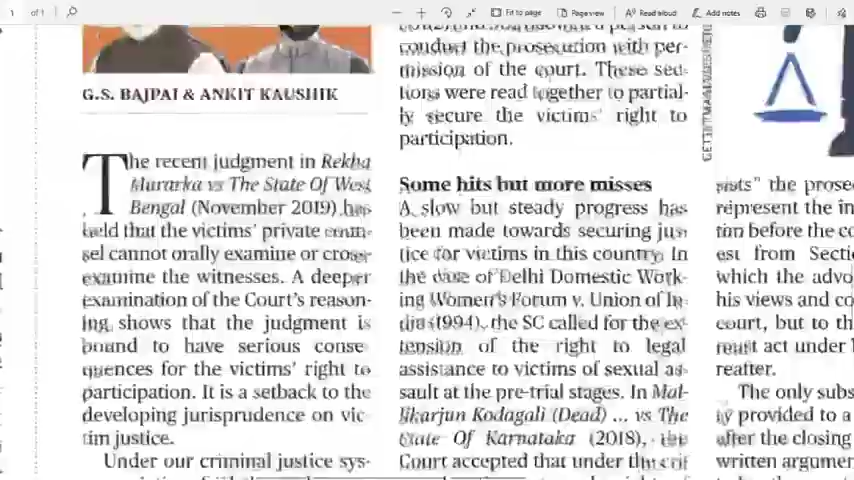 1 of 1
Fit to page
Page view
Read aloud
Add notes
G.S. BAJPAI & ANKIT KAUSHIK
The recent judgment in Rekha
Murarka vs The State Of West
Bengal (November 2019) has
held that the victims' private coun-
sel cannot orally examine or cross-
examine the witnesses. A deeper
examination of the Court's reason-
ing shows that the judgment is
bound to have serious conse
quences for the victims' right to
participation. It is a setback to the
developing jurisprudence on vic
tim justice.
Under our criminal justice sys-
a person to
conduct the prosecution with per-
mission of the court. These sec-
tions were read together to partial-
ly secure the victims' right to
participation.
Some hits but more misses
A slow but steady progress has
been made towards securing jus
tice for victims in this country. In
the case of Delhi Domestic Work-
ing Women's Forum v. Union of In-
dia (1994), the SC called for the ex-
tension of the right to legal
assistance to victims of sexual as-
sault at the pre-trial stages. In Mal-
likarjun Kodagali (Dead) ... vs The
State Of Karnataka (2018), the
Court accepted that under the cri
sists" the prose
represent the in
tion before the co
est from Secti
which the advo
his views and co
court, but to th
must act under
reafter.
The only subs
ly provided to a
after the closing
written argumen